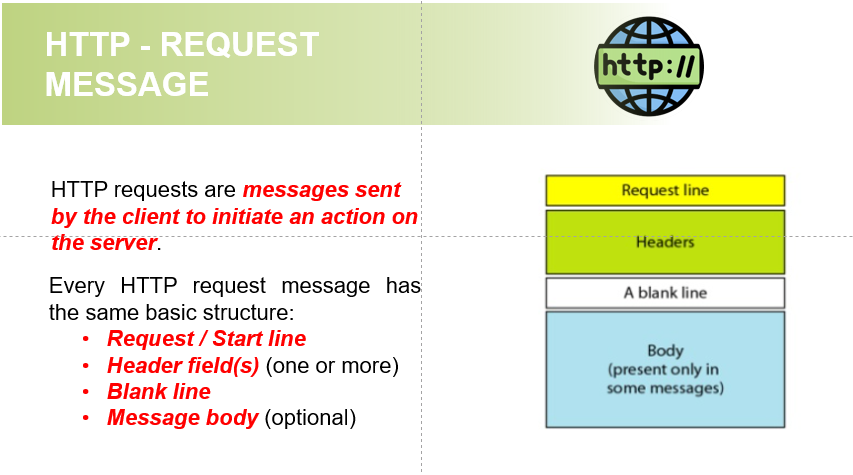 HTTP - REQUEST
MESSAGE
http://
HTTP requests are messages sent
by the client to initiate an action on
the server.
Every HTTP request message has
the same basic structure:
• Request / Start line
• Header field(s) (one or more)
• Blank line
• Message body (optional)
Request line
Headers
A blank line
Body
(present only in
some messages)